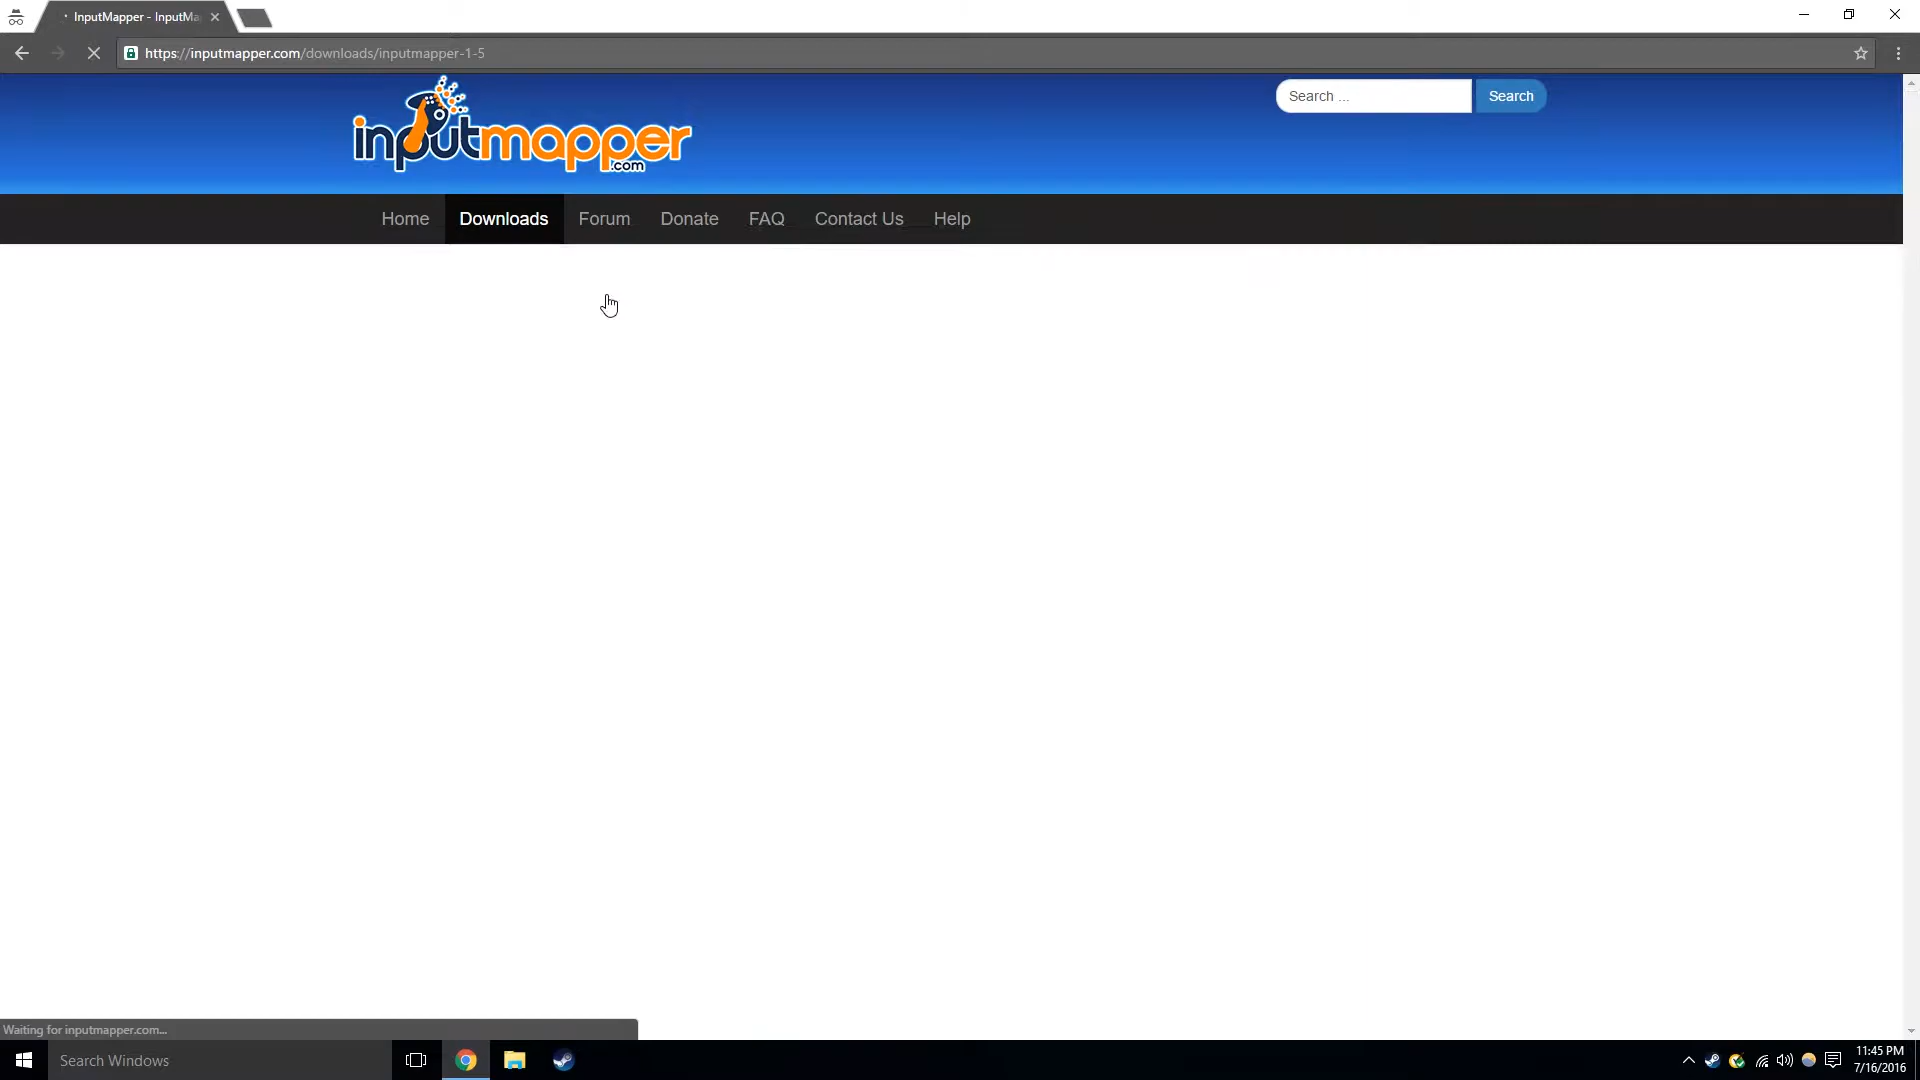 InputMapper - InputMa
https://inputmapper.com/downloads/inputmapper-1-5
inputmapper
.com
Search ...
Search
Home
Downloads
Forum
Donate
FAQ
Contact Us
Help
Waiting for inputmapper.com...
Search Windows
11:45 PM
7/16/2016